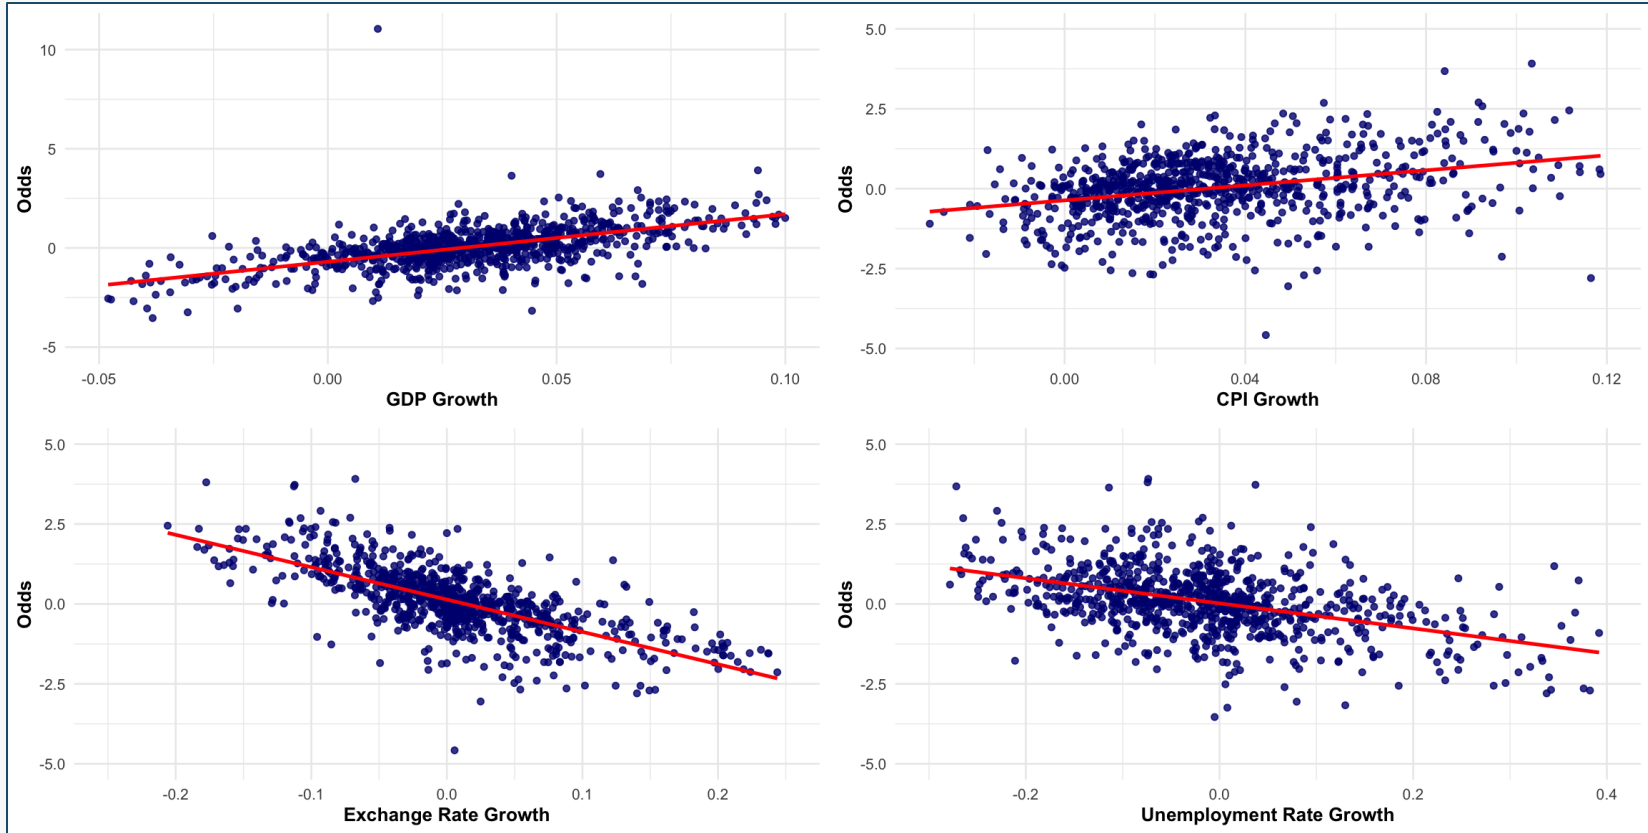 10
5
0
-5
Odds
-0.05 0.00 0.05 0.10
GDP Growth
5.0
2.5
0.0
-2.5
-5.0
Odds
0.00 0.04 0.08 0.12
CPI Growth
5.0
2.5
0.0
-2.5
-5.0
Odds
-0.2 -0.1 0.0 0.1 0.2
Exchange Rate Growth
5.0
2.5
0.0
-2.5
-5.0
Odds
-0.2 0.0 0.2 0.4
Unemployment Rate Growth